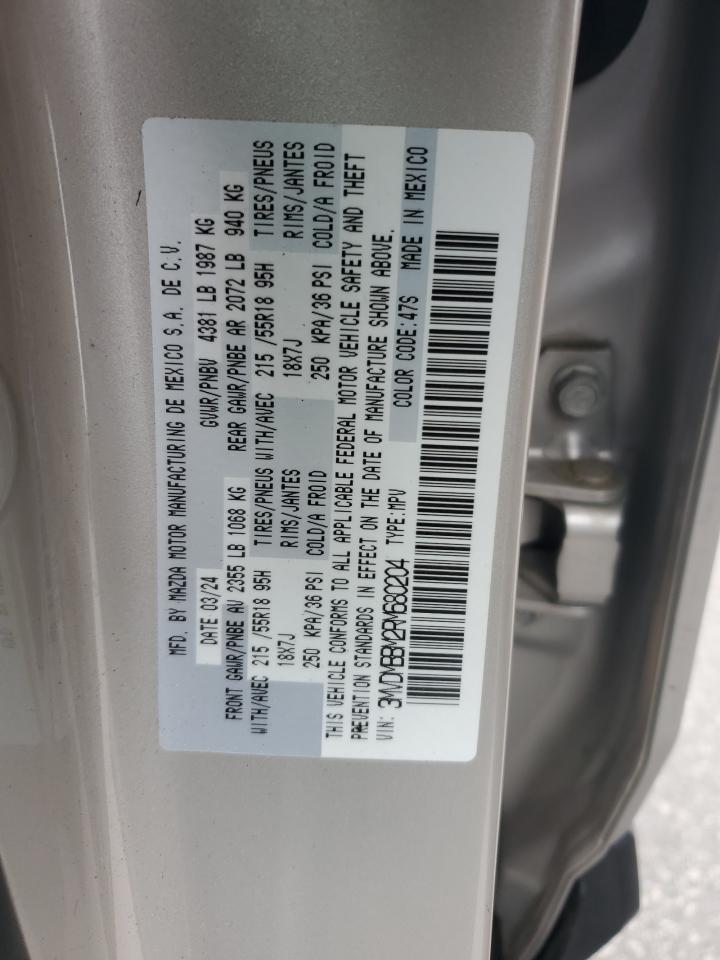 MFD. BY MAZDA MOTOR MANUFACTURING DE MEXICO S.A. DE C.V.
DATE 03/24 GVWR/PNBV 4381 LB 1987 KG
FRONT GAWR/PNBE AV 2355 LB 1068 KG REAR GAWR/PNBE AR 2072 LB 940 KG
WITH/AVEC 215 /55R18 95H TIRES/PNEUS WITH/AVEC 215 /55R18 95H TIRES/PNEUS
18X7J RIMS/JANTES 18X7J RIMS/JANTES
250 KPA/36 PSI COLD/A FROID 250 KPA/36 PSI COLD/A FROID
THIS VEHICLE CONFORMS TO ALL APPLICABLE FEDERAL MOTOR VEHICLE SAFETY AND THEFT
PREVENTION STANDARDS IN EFFECT ON THE DATE OF MANUFACTURE SHOWN ABOVE.
VIN: 3MVDMBBM2RM680204 TYPE:MPV COLOR CODE:47S MADE IN MEXICO